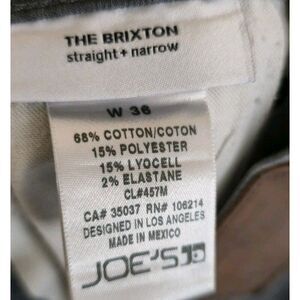 THE BRIXTON
straight + narrow
W 36
68% COTTON/COTON
15% POLYESTER
15% LYOCELL
2% ELASTANE
CL#457M
CA# 35037 RN# 106214
DESIGNED IN LOS ANGELES
MADE IN MEXICO
JOE'S